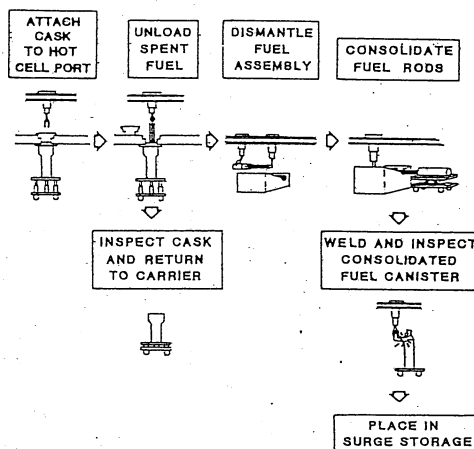 ATTACH
CASK
TO HOT
CELL PORT
UNLOAD
SPENT
FUEL
DISMANTLE
FUEL
ASSEMBLY
CONSOLIDATE
FUEL RODS
INSPECT CASK
AND RETURN
TO CARRIER
WELD AND INSPECT
CONSOLIDATED
FUEL CANISTER
PLACE IN
SURGE STORAGE